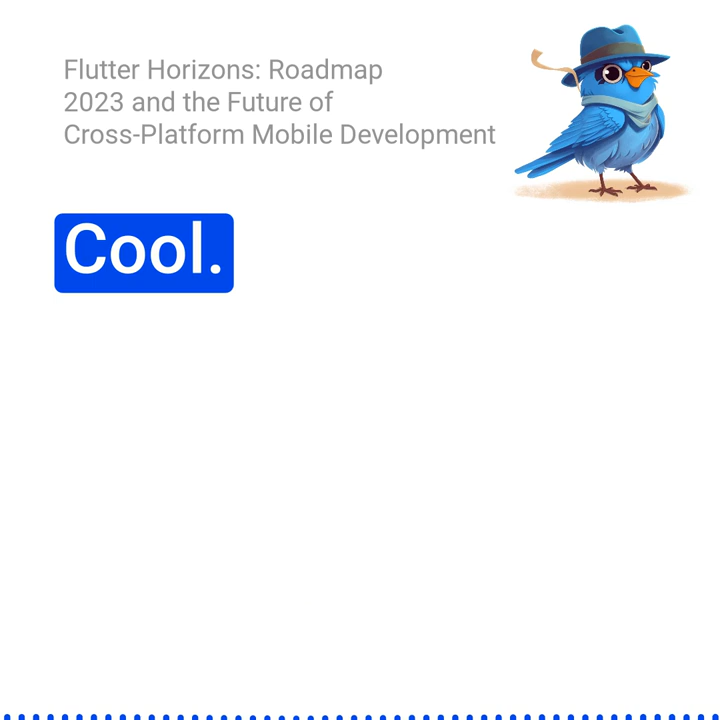 Flutter Horizons: Roadmap
2023 and the Future of
Cross-Platform Mobile Development
Cool.